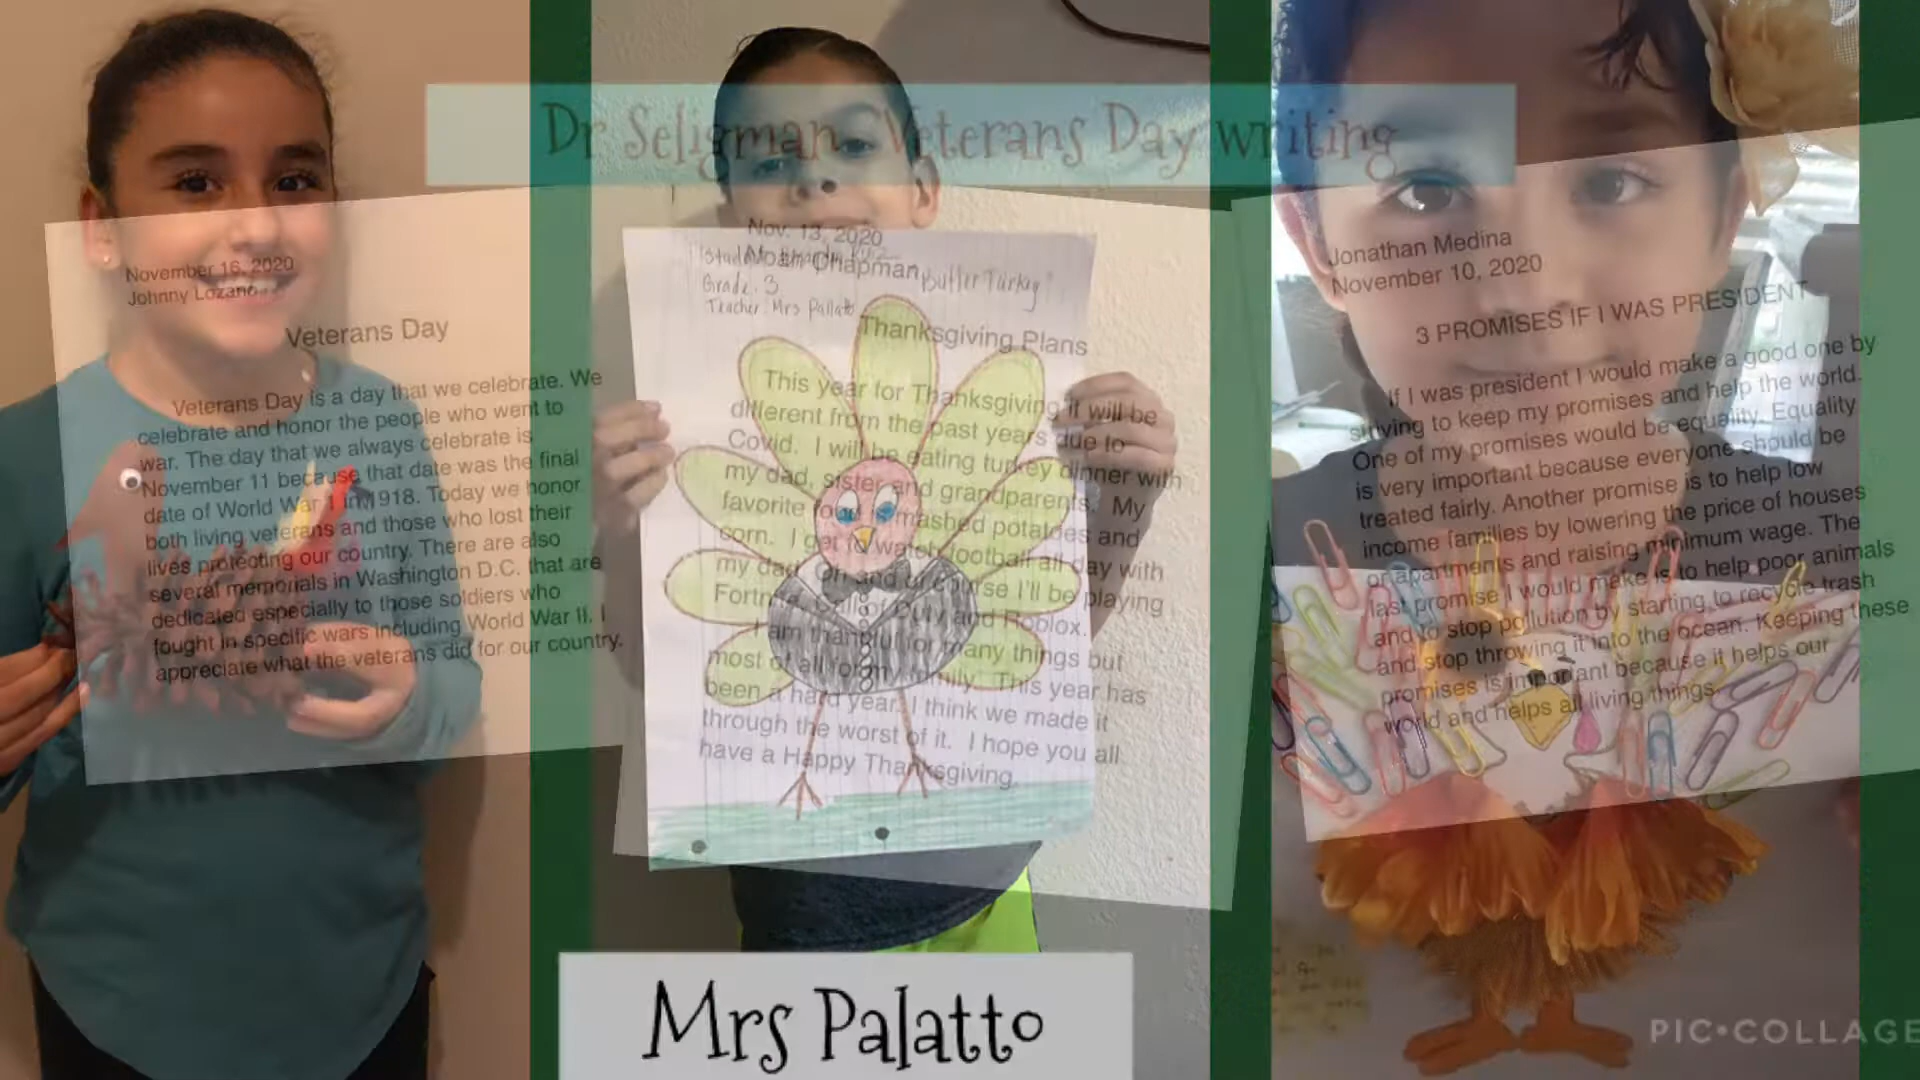 Dr. Seligman Veterans Day writing
November 16, 2020
Johnny Lozano
Veterans Day
Veterans Day is a day that we celebrate. We
celebrate and honor the people who went to
war. The day that we always celebrate is
November 11 because that date was the final
date of World War 1 in 1918. Today we honor
both living veterans and those who lost their
lives protecting our country. There are also
several memorials in Washington D.C. that are
dedicated especially to those soldiers who
fought in specific wars including World War II. I
appreciate what the veterans did for our country.
Nov. 13, 2020
Noah Chapman
Thanksgiving Plans
This year for Thanksgiving it will be
different from the past years due to
Covid. I will be eating turkey dinner with
my dad, sister and grandparents. My
favorite food is mashed potatoes and
corn. I get to watch football all day with
my dad. Oh and of course I'll be playing
Fortnite, Call of Duty and Roblox.
I am thankful for many things but
most of all for my family. This year has
been a hard year. I think we made it
through the worst of it. I hope you all
have a Happy Thanksgiving.
Butter Turkey"
Grade: 3
Teacher: Mrs Pallato
Jonathan Medina
November 10, 2020
3 PROMISES IF I WAS PRESIDENT
If I was president I would make a good one by
striving to keep my promises and help the world.
One of my promises would be equality. Equality
is very important because everyone should be
treated fairly. Another promise is to help low
income families by lowering the price of houses
or apartments and raising minimum wage. The
last promise I would make is to help poor animals
and to stop pollution by starting to recycle trash
and stop throwing it into the ocean. Keeping these
promises is important because it helps our
world and helps all living things.
Mrs Palatto
PIC•COLLAGE